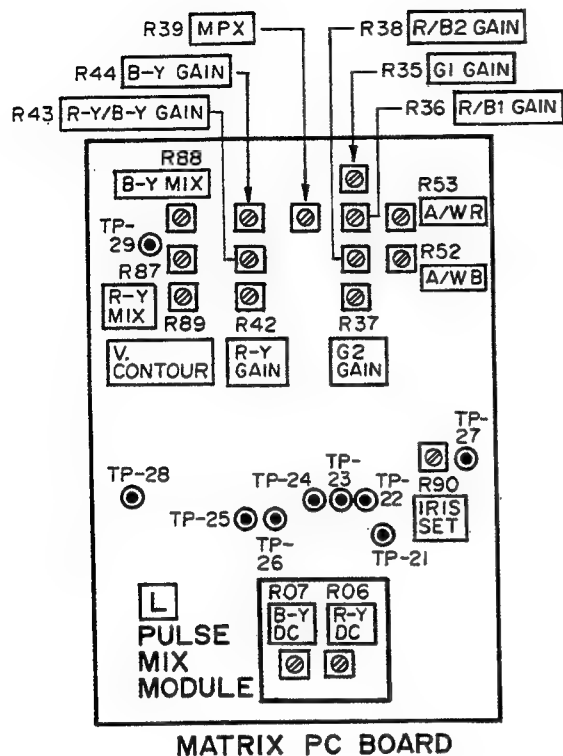 R39 MPX
R38 R/B2 GAIN
R44 B-Y GAIN
R35 G1 GAIN
R43 R-Y/B-Y GAIN
R36 R/B1 GAIN
R88
B-Y MIX
R53
A/WR
TP-
29
R52
A/WB
R87
R-Y
MIX
R89
R42
R37
V.
CONTOUR
R-Y
GAIN
G2
GAIN
TP-
27
TP-28
TP-24
TP-
23
TP-
22
R90
IRIS
SET
TP-25
TP-
26
TP-21
R07
B-Y
DC
R06
R-Y
DC
L
PULSE
MIX
MODULE
MATRIX PC BOARD